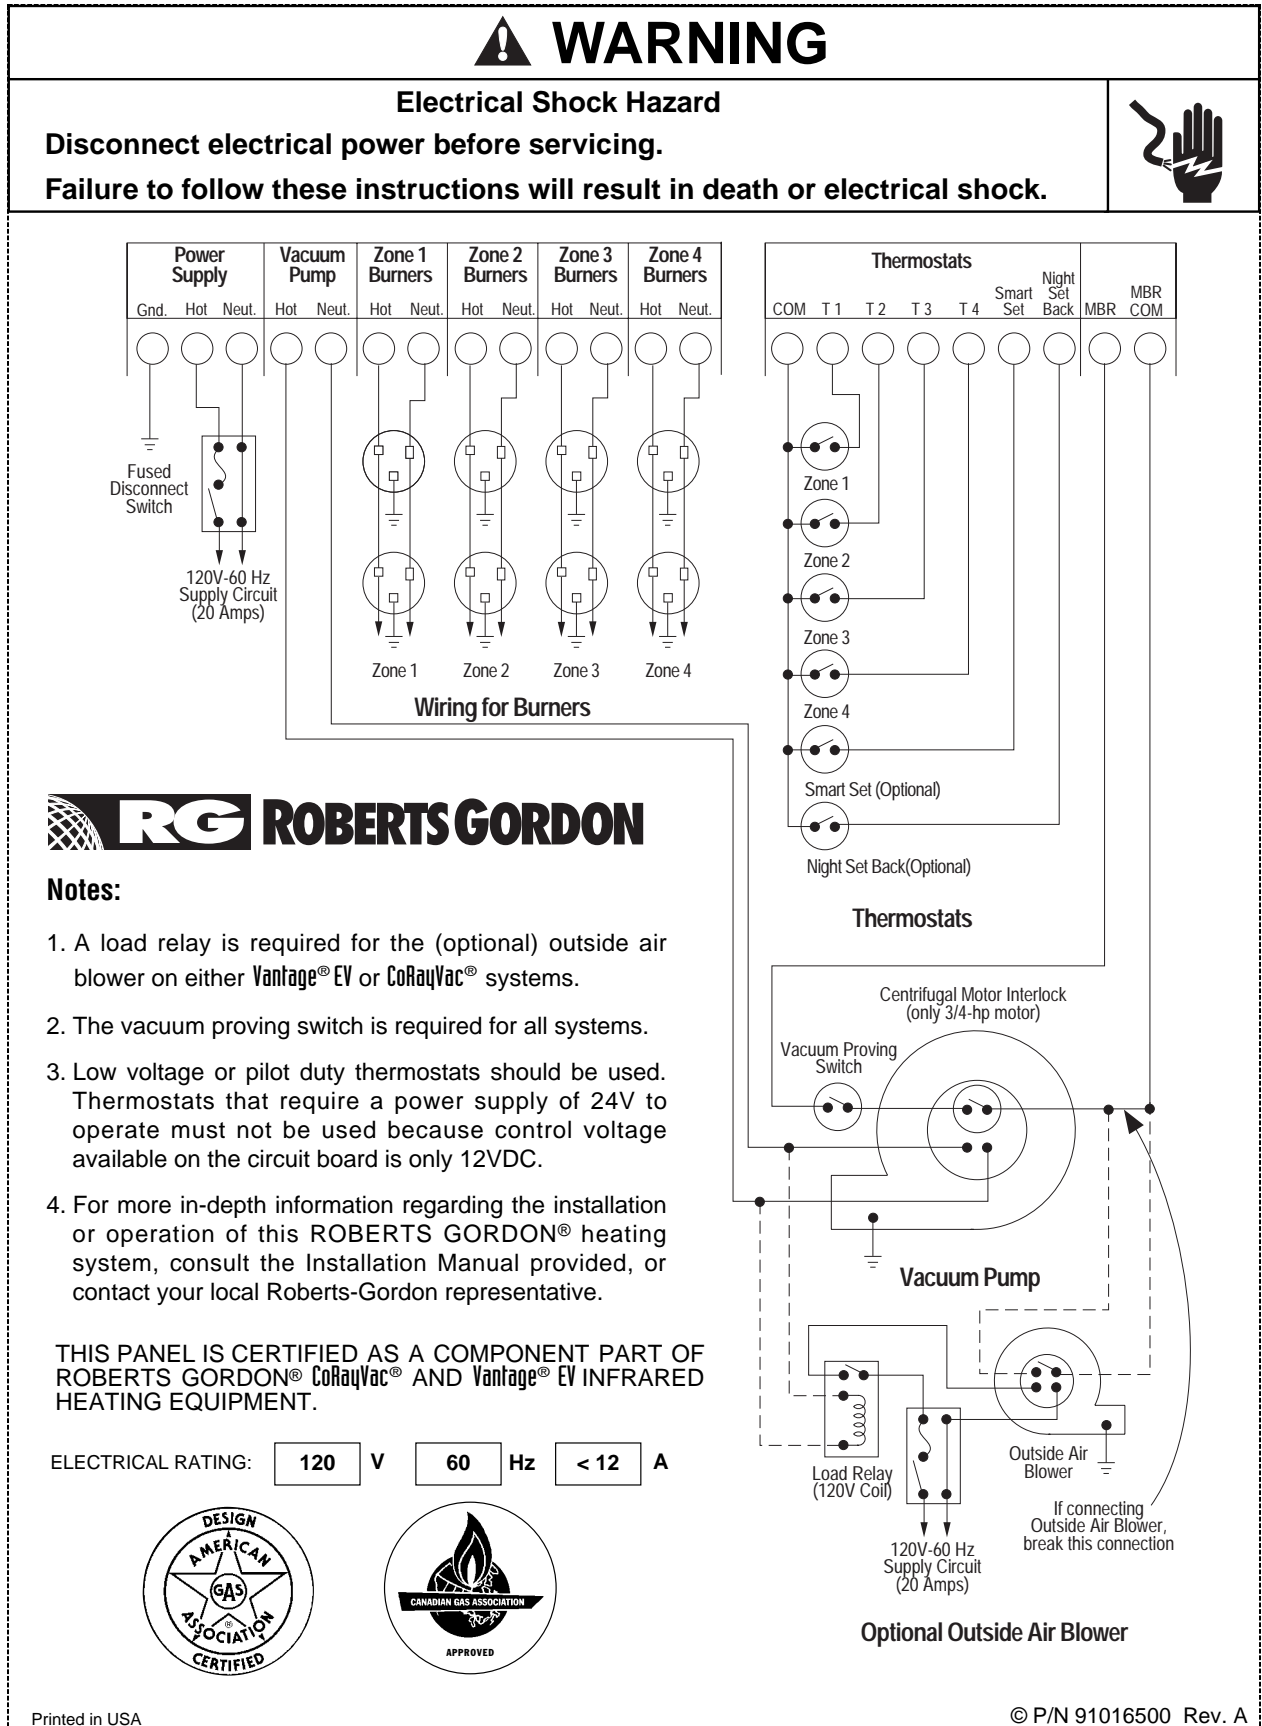 WARNING
Electrical Shock Hazard
Disconnect electrical power before servicing.
Failure to follow these instructions will result in death or electrical shock.
Power Supply
Vacuum Pump
Zone 1 Burners
Zone 2 Burners
Zone 3 Burners
Zone 4 Burners
Gnd. Hot Neut. Hot Neut. Hot Neut. Hot Neut. Hot Neut. Hot Neut.
Thermostats
COM T 1 T 2 T 3 T 4 Smart Set Night Set Back MBR MBR COM
Fused
Disconnect
Switch
120V-60 Hz
Supply Circuit
(20 Amps)
Zone 1 Zone 2 Zone 3 Zone 4
Wiring for Burners
Zone 1
Zone 2
Zone 3
Zone 4
Smart Set (Optional)
Night Set Back(Optional)
Thermostats
RG ROBERTS GORDON
Notes:
1. A load relay is required for the (optional) outside air
blower on either Vantage® EV or CoRayVac® systems.
2. The vacuum proving switch is required for all systems.
3. Low voltage or pilot duty thermostats should be used.
Thermostats that require a power supply of 24V to
operate must not be used because control voltage
available on the circuit board is only 12VDC.
4. For more in-depth information regarding the installation
or operation of this ROBERTS GORDON® heating
system, consult the Installation Manual provided, or
contact your local Roberts-Gordon representative.
THIS PANEL IS CERTIFIED AS A COMPONENT PART OF
ROBERTS GORDON® CoRayVac® AND Vantage® EV INFRARED
HEATING EQUIPMENT.
ELECTRICAL RATING: 120 V 60 Hz < 12 A
DESIGN
AMERICAN
GAS
ASSOCIATION
®
CERTIFIED
CANADIAN GAS ASSOCIATION
APPROVED
Centrifugal Motor Interlock
(only 3/4-hp motor)
Vacuum Proving
Switch
Vacuum Pump
Load Relay
(120V Coil)
Outside Air
Blower
If connecting
Outside Air Blower,
break this connection
120V-60 Hz
Supply Circuit
(20 Amps)
Optional Outside Air Blower
Printed in USA
© P/N 91016500 Rev. A